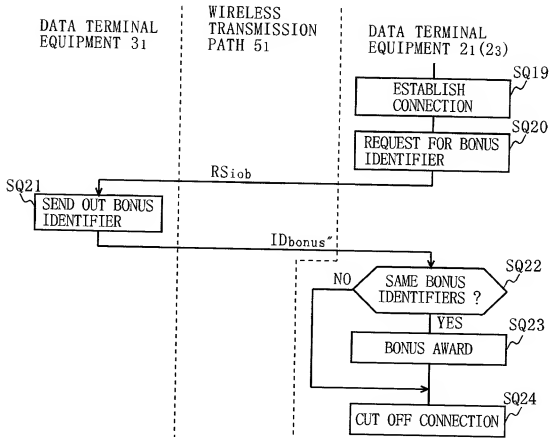 DATA TERMINAL
EQUIPMENT 31
WIRELESS
TRANSMISSION
PATH 51
DATA TERMINAL
EQUIPMENT 21(23)
SQ19
ESTABLISH
CONNECTION
SQ20
REQUEST FOR BONUS
IDENTIFIER
RSiob
SQ21
SEND OUT BONUS
IDENTIFIER
IDbonus"
SQ22
SAME BONUS
IDENTIFIERS ?
NO
YES
SQ23
BONUS AWARD
SQ24
CUT OFF CONNECTION